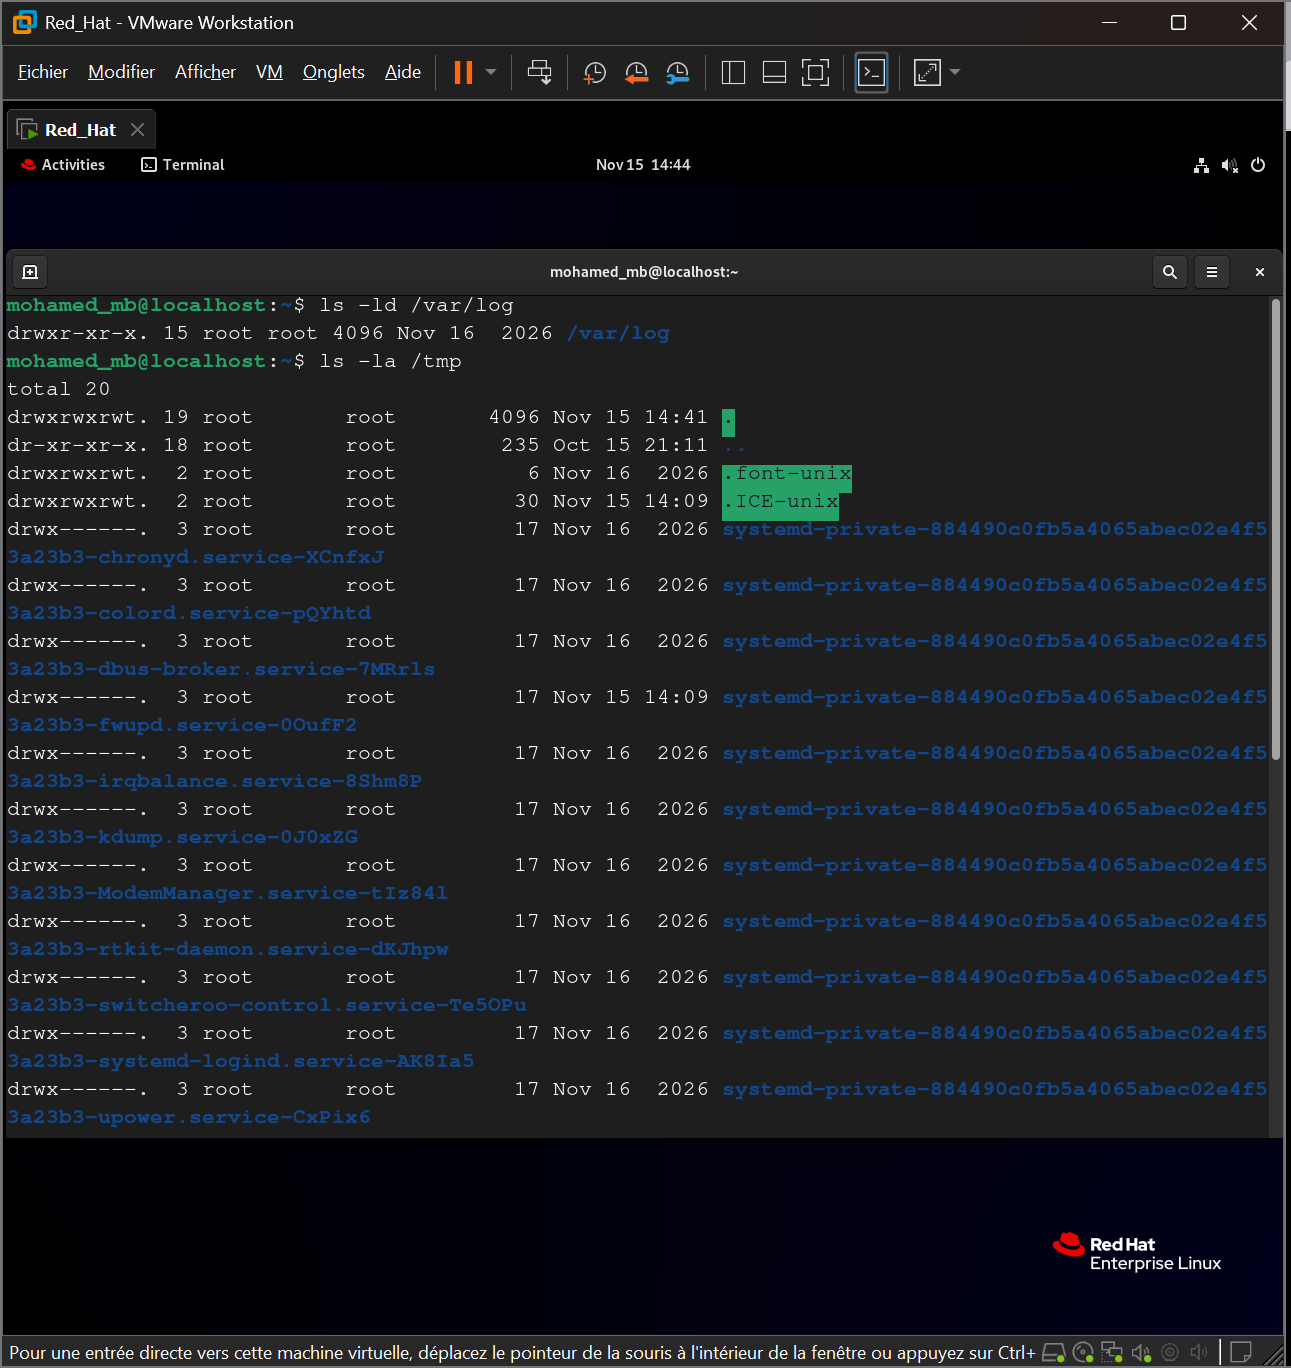 Red_Hat - VMware Workstation
Fichier Modifier Afficher VM Onglets Aide
Red_Hat
Activities Terminal Nov 15 14:44
mohamed_mb@localhost:~
mohamed_mb@localhost:~$ ls -ld /var/log
drwxr-xr-x. 15 root root 4096 Nov 16  2026 /var/log
mohamed_mb@localhost:~$ ls -la /tmp
total 20
drwxrwxrwt. 19 root       root       4096 Nov 15 14:41 .
dr-xr-xr-x. 18 root       root        235 Oct 15 21:11 ..
drwxrwxrwt.  2 root       root          6 Nov 16  2026 .font-unix
drwxrwxrwt.  2 root       root         30 Nov 15 14:09 .ICE-unix
drwx------.  3 root       root         17 Nov 16  2026 systemd-private-884490c0fb5a4065abec02e4f5
3a23b3-chronyd.service-XCnfxJ
drwx------.  3 root       root         17 Nov 16  2026 systemd-private-884490c0fb5a4065abec02e4f5
3a23b3-colord.service-pQYhtd
drwx------.  3 root       root         17 Nov 16  2026 systemd-private-884490c0fb5a4065abec02e4f5
3a23b3-dbus-broker.service-7MRrls
drwx------.  3 root       root         17 Nov 15 14:09 systemd-private-884490c0fb5a4065abec02e4f5
3a23b3-fwupd.service-0OufF2
drwx------.  3 root       root         17 Nov 16  2026 systemd-private-884490c0fb5a4065abec02e4f5
3a23b3-irqbalance.service-8Shm8P
drwx------.  3 root       root         17 Nov 16  2026 systemd-private-884490c0fb5a4065abec02e4f5
3a23b3-kdump.service-0J0xZG
drwx------.  3 root       root         17 Nov 16  2026 systemd-private-884490c0fb5a4065abec02e4f5
3a23b3-ModemManager.service-tIz84l
drwx------.  3 root       root         17 Nov 16  2026 systemd-private-884490c0fb5a4065abec02e4f5
3a23b3-rtkit-daemon.service-dKJhpw
drwx------.  3 root       root         17 Nov 16  2026 systemd-private-884490c0fb5a4065abec02e4f5
3a23b3-switcheroo-control.service-Te5OPu
drwx------.  3 root       root         17 Nov 16  2026 systemd-private-884490c0fb5a4065abec02e4f5
3a23b3-systemd-logind.service-AK8Ia5
drwx------.  3 root       root         17 Nov 16  2026 systemd-private-884490c0fb5a4065abec02e4f5
3a23b3-upower.service-CxPix6
Red Hat
Enterprise Linux
Pour une entrée directe vers cette machine virtuelle, déplacez le pointeur de la souris à l'intérieur de la fenêtre ou appuyez sur Ctrl+